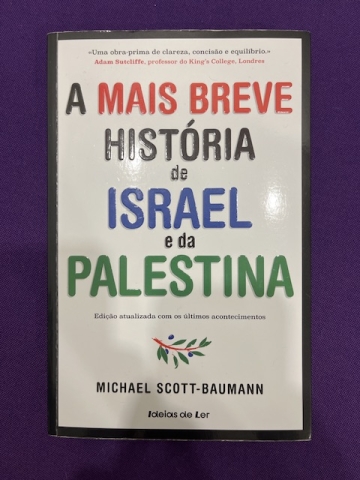 «Uma obra-prima de clareza, concisão e equilíbrio.»
Adam Sutcliffe, professor do King's College, Londres
A MAIS BREVE
HISTÓRIA
de
ISRAEL
e da
PALESTINA
Edição atualizada com os últimos acontecimentos
MICHAEL SCOTT-BAUMANN
Ideias de Ler